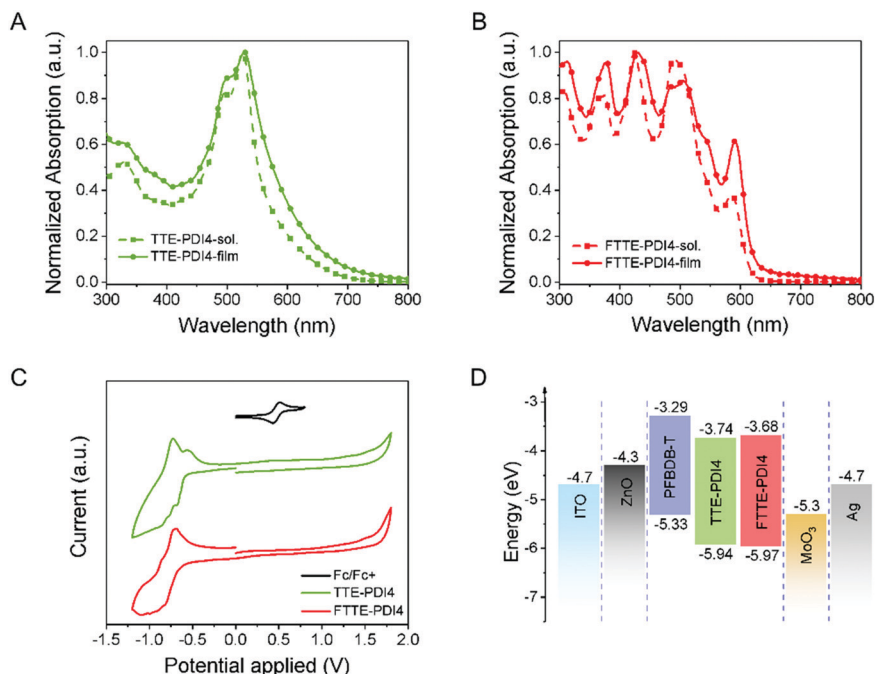 A
Normalized Absorption (a.u.)
1.0
0.8
0.6
0.4
0.2
0.0
TTE-PDI4-sol.
TTE-PDI4-film
300 400 500 600 700 800
Wavelength (nm)
B
Normalized Absorption (a.u.)
1.0
0.8
0.6
0.4
0.2
0.0
FTTE-PDI4-sol.
FTTE-PDI4-film
300 400 500 600 700 800
Wavelength (nm)
C
Current (a.u.)
Fc/Fc+
TTE-PDI4
FTTE-PDI4
-1.5 -1.0 -0.5 0.0 0.5 1.0 1.5 2.0
Potential applied (V)
D
Energy (eV)
-3
-4
-5
-6
-7
-4.7
ITO
-4.3
ZnO
-3.29
PFBDB-T
-5.33
-3.74
TTE-PDI4
-5.94
-3.68
FTTE-PDI4
-5.97
-5.3
MoO3
-4.7
Ag